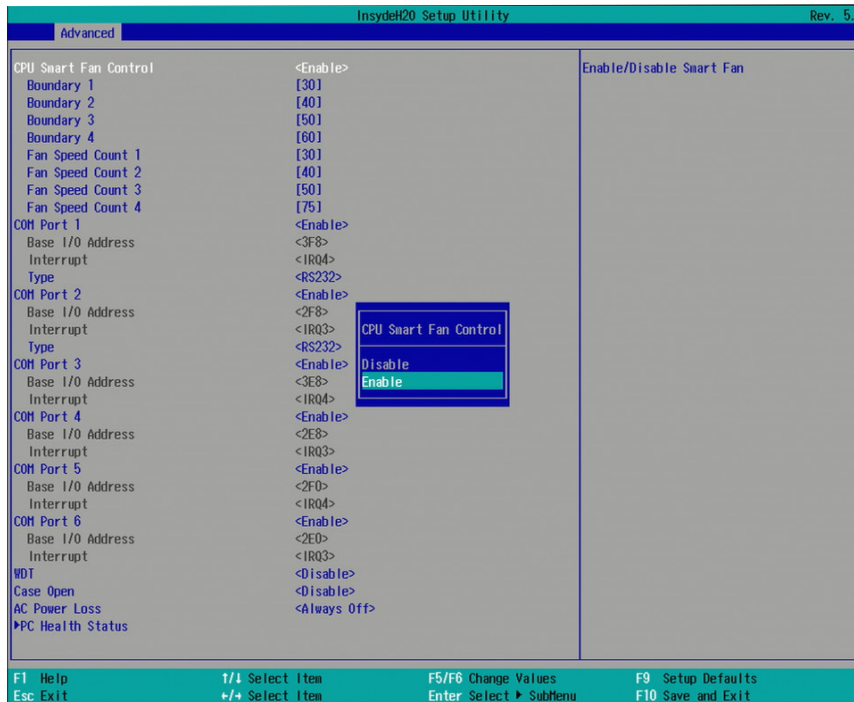 InsydeH2O Setup Utility Rev. 5.
Advanced
CPU Smart Fan Control <Enable> Enable/Disable Smart Fan
Boundary 1 [30]
Boundary 2 [40]
Boundary 3 [50]
Boundary 4 [60]
Fan Speed Count 1 [30]
Fan Speed Count 2 [40]
Fan Speed Count 3 [50]
Fan Speed Count 4 [75]
COM Port 1 <Enable>
Base I/O Address <3F8>
Interrupt <IRQ4>
Type <RS232>
COM Port 2 <Enable>
Base I/O Address <2F8>
Interrupt <IRQ3>
Type <RS232>
COM Port 3 <Enable>
Base I/O Address <3E8>
Interrupt <IRQ4>
COM Port 4 <Enable>
Base I/O Address <2E8>
Interrupt <IRQ3>
COM Port 5 <Enable>
Base I/O Address <2F0>
Interrupt <IRQ4>
COM Port 6 <Enable>
Base I/O Address <2E0>
Interrupt <IRQ3>
WDT <Disable>
Case Open <Disable>
AC Power Loss <Always Off>
▶PC Health Status
CPU Smart Fan Control
Disable
Enable
F1 Help ↑/↓ Select Item F5/F6 Change Values F9 Setup Defaults
Esc Exit ←/→ Select Item Enter Select ▶ SubMenu F10 Save and Exit